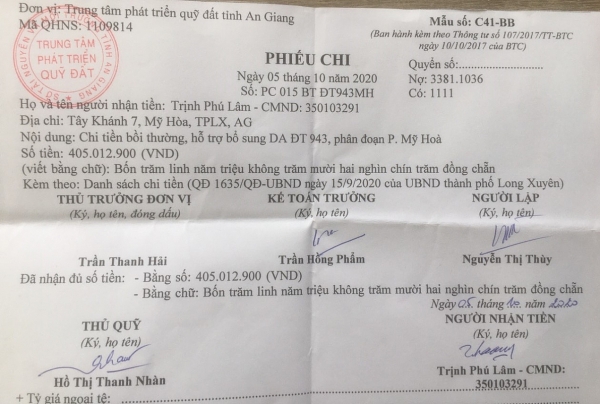 Đơn vị: Trung tâm phát triển quỹ đất tỉnh An Giang
Mã QHNS: 1109814
Mẫu số: C41-BB
(Ban hành kèm theo Thông tư số 107/2017/TT-BTC
ngày 10/10/2017 của BTC)
TRUNG TÂM
PHÁT TRIỂN
QUỸ ĐẤT
PHIẾU CHI
Quyển số:
Ngày 05 tháng 10 năm 2020
Nợ: 3381.1036
Số: PC 015 BT ĐT943MH
Có: 1111
Họ và tên người nhận tiền: Trịnh Phú Lâm - CMND: 350103291
Địa chỉ: Tây Khánh 7, Mỹ Hòa, TPLX, AG
Nội dung: Chi tiền bồi thường, hỗ trợ bổ sung DA ĐT 943, phân đoạn P. Mỹ Hoà
Số tiền: 405.012.900 (VND)
(viết bằng chữ): Bốn trăm linh năm triệu không trăm mười hai nghìn chín trăm đồng chẵn
Kèm theo: Danh sách chi tiền (QĐ 1635/QĐ-UBND ngày 15/9/2020 của UBND thành phố Long Xuyên)
THỦ TRƯỞNG ĐƠN VỊ KẾ TOÁN TRƯỞNG NGƯỜI LẬP
(Ký, họ tên, đóng dấu) (Ký, họ tên) (Ký, họ tên)
Trần Thanh Hải Trần Hồng Phẩm Nguyễn Thị Thùy
Đã nhận đủ số tiền: - Bằng số: 405.012.900 (VND)
- Bằng chữ: Bốn trăm linh năm triệu không trăm mười hai nghìn chín trăm đồng chẵn
Ngày 05 tháng 10 năm 2020
THỦ QUỸ NGƯỜI NHẬN TIỀN
(Ký, họ tên) (Ký, họ tên)
Hồ Thị Thanh Nhàn Trịnh Phú Lâm - CMND:
350103291
+ Tỷ giá ngoại tệ: